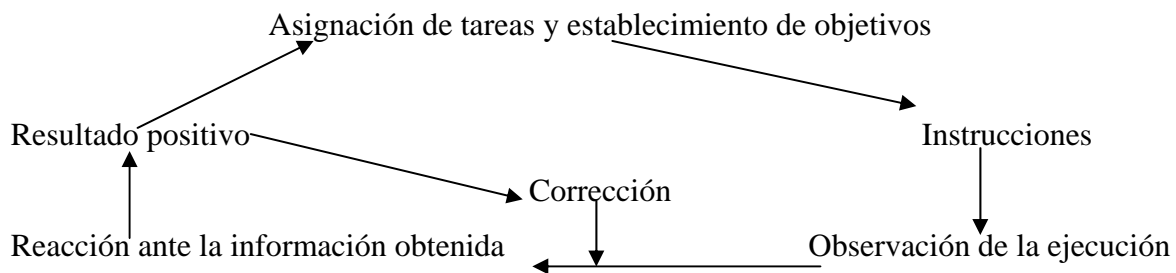 Asignación de tareas y establecimiento de objetivos
Resultado positivo
Instrucciones
Corrección
Reacción ante la información obtenida
Observación de la ejecución